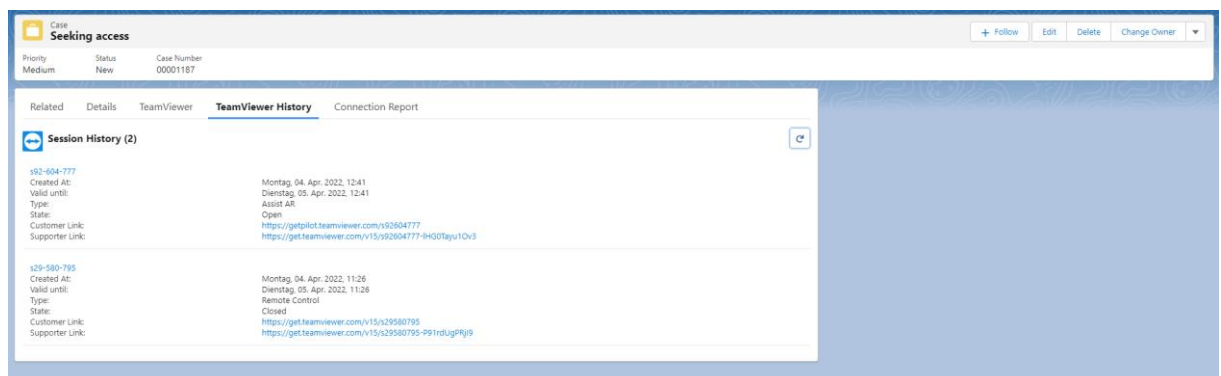 Case
Seeking access
+ Follow Edit Delete Change Owner
Priority Status Case Number
Medium New 00001187
Related Details TeamViewer TeamViewer History Connection Report
Session History (2)
s92-604-777
Created At: Montag, 04. Apr. 2022, 12:41
Valid until: Dienstag, 05. Apr. 2022, 12:41
Type: Assist AR
State: Open
Customer Link: https://getpilot.teamviewer.com/s92604777
Supporter Link: https://get.teamviewer.com/v15/s92604777-lHG0Tayu1Ov3
s29-580-795
Created At: Montag, 04. Apr. 2022, 11:26
Valid until: Dienstag, 05. Apr. 2022, 11:26
Type: Remote Control
State: Closed
Customer Link: https://get.teamviewer.com/v15/s29580795
Supporter Link: https://get.teamviewer.com/v15/s29580795-P91rdUgPRjI9